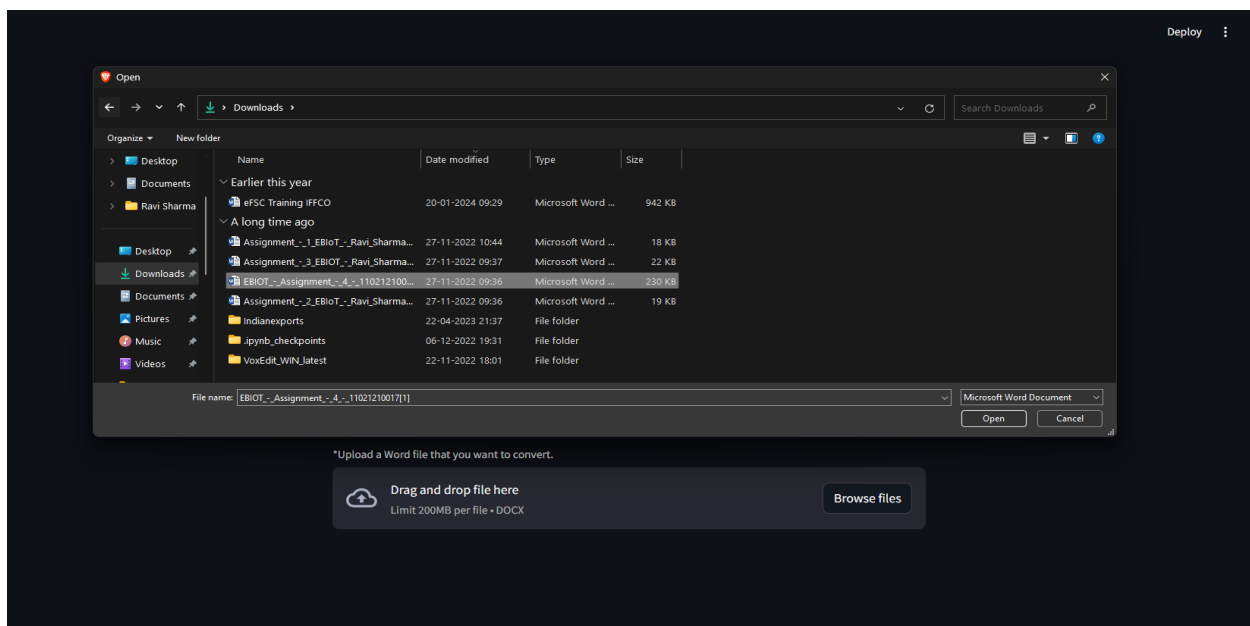 Deploy
Open
Downloads
Search Downloads
Organize New folder
Name Date modified Type Size
Desktop
Documents
Ravi Sharma
Desktop
Downloads
Documents
Pictures
Music
Videos
Earlier this year
eFSC Training IFFCO 20-01-2024 09:29 Microsoft Word ... 942 KB
A long time ago
Assignment_-_1_EBIoT_-_Ravi_Sharma... 27-11-2022 10:44 Microsoft Word ... 18 KB
Assignment_-_3_EBIOT_-_Ravi_Sharma... 27-11-2022 09:37 Microsoft Word ... 22 KB
EBIOT_-_Assignment_-_4_-_110212100... 27-11-2022 09:36 Microsoft Word ... 230 KB
Assignment_-_2_EBIoT_-_Ravi_Sharma... 27-11-2022 09:36 Microsoft Word ... 19 KB
Indianexports 22-04-2023 21:37 File folder
.ipynb_checkpoints 06-12-2022 19:31 File folder
VoxEdit_WIN_latest 22-11-2022 18:01 File folder
File name: EBIOT_-_Assignment_-_4_-_11021210017[1] Microsoft Word Document
Open Cancel
*Upload a Word file that you want to convert.
Drag and drop file here
Limit 200MB per file • DOCX
Browse files